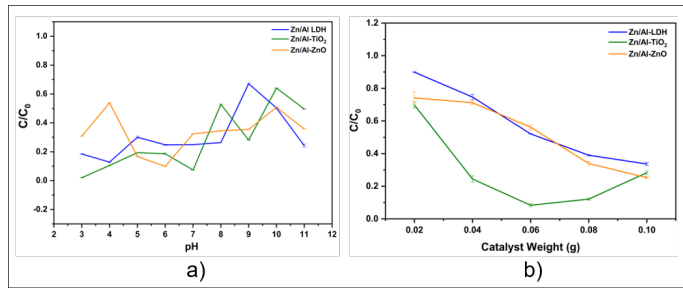 Zn/Al LDH
Zn/Al-TiO₂
Zn/Al-ZnO
1.0
0.8
0.6
0.4
0.2
0.0
-0.2
C/C₀
2 3 4 5 6 7 8 9 10 11 12
pH
a)
Zn/Al-LDH
Zn/Al-TiO₂
Zn/Al-ZnO
1.2
1.0
0.8
0.6
0.4
0.2
0.0
C/C₀
0.02 0.04 0.06 0.08 0.10
Catalyst Weight (g)
b)